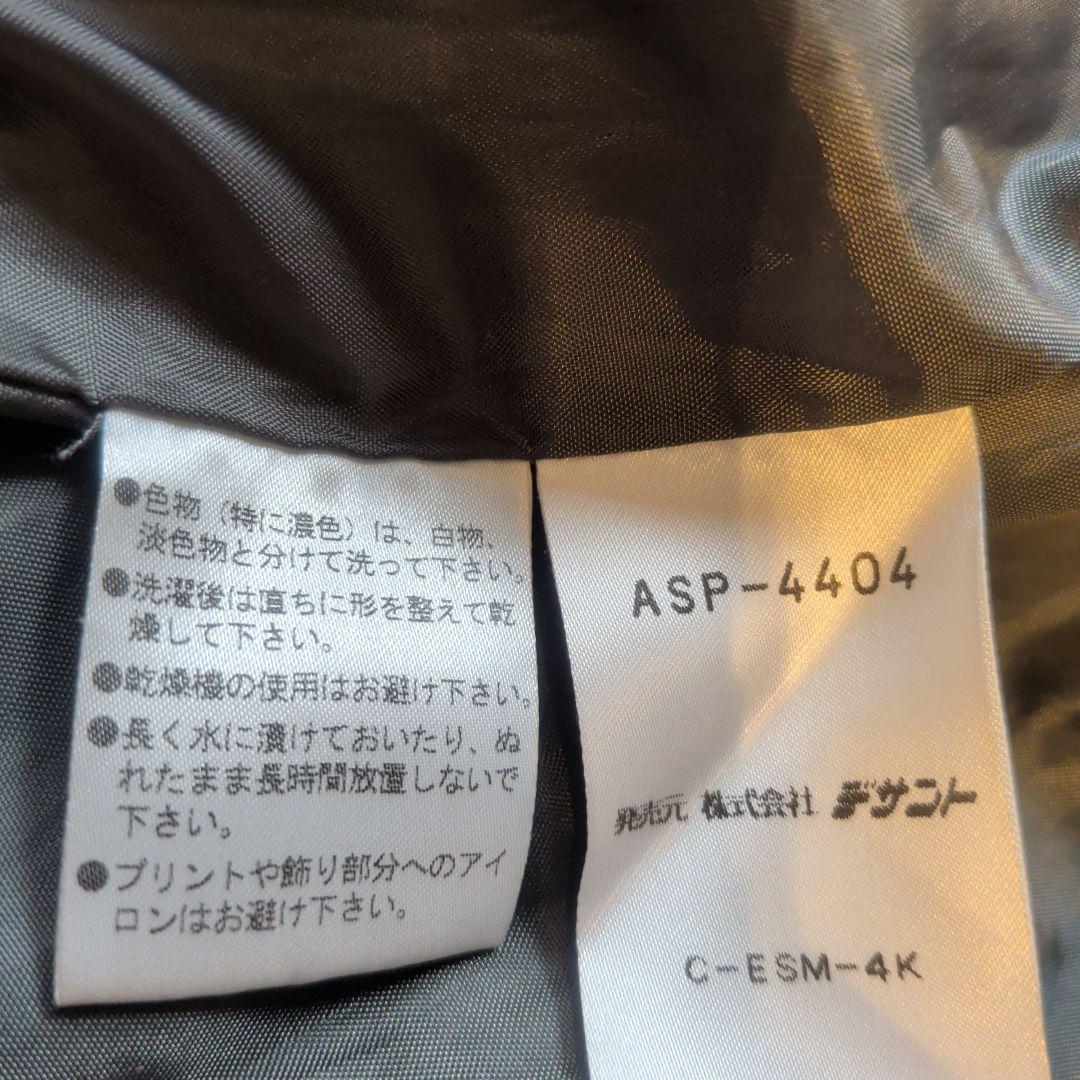 ●色物（特に濃色）は、白物、
淡色物と分けて洗って下さい。
●洗濯後は直ちに形を整えて乾
燥して下さい。
●乾燥機の使用はお避け下さい。
●長く水に漬けておいたり、ぬ
れたまま長時間放置しないで
下さい。
●プリントや飾り部分へのアイ
ロンはお避け下さい。
ASP-4404
発売元 株式会社 デサント
C-ESM-4K